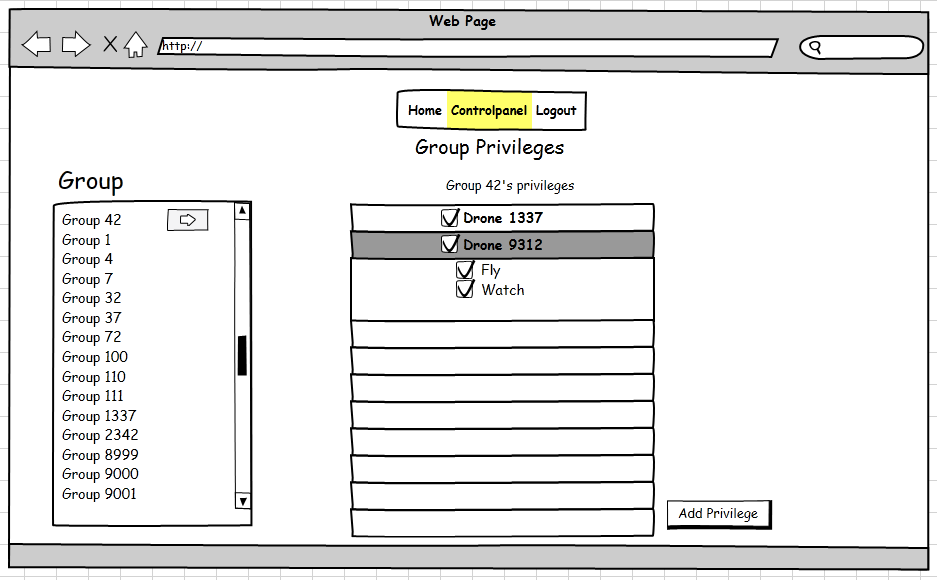 Web Page
http://
Home Controlpanel Logout
Group Privileges
Group
Group 42's privileges
Group 42
Group 1
Group 4
Group 7
Group 32
Group 37
Group 72
Group 100
Group 110
Group 111
Group 1337
Group 2342
Group 8999
Group 9000
Group 9001
Drone 1337
Drone 9312
Fly
Watch
Add Privilege